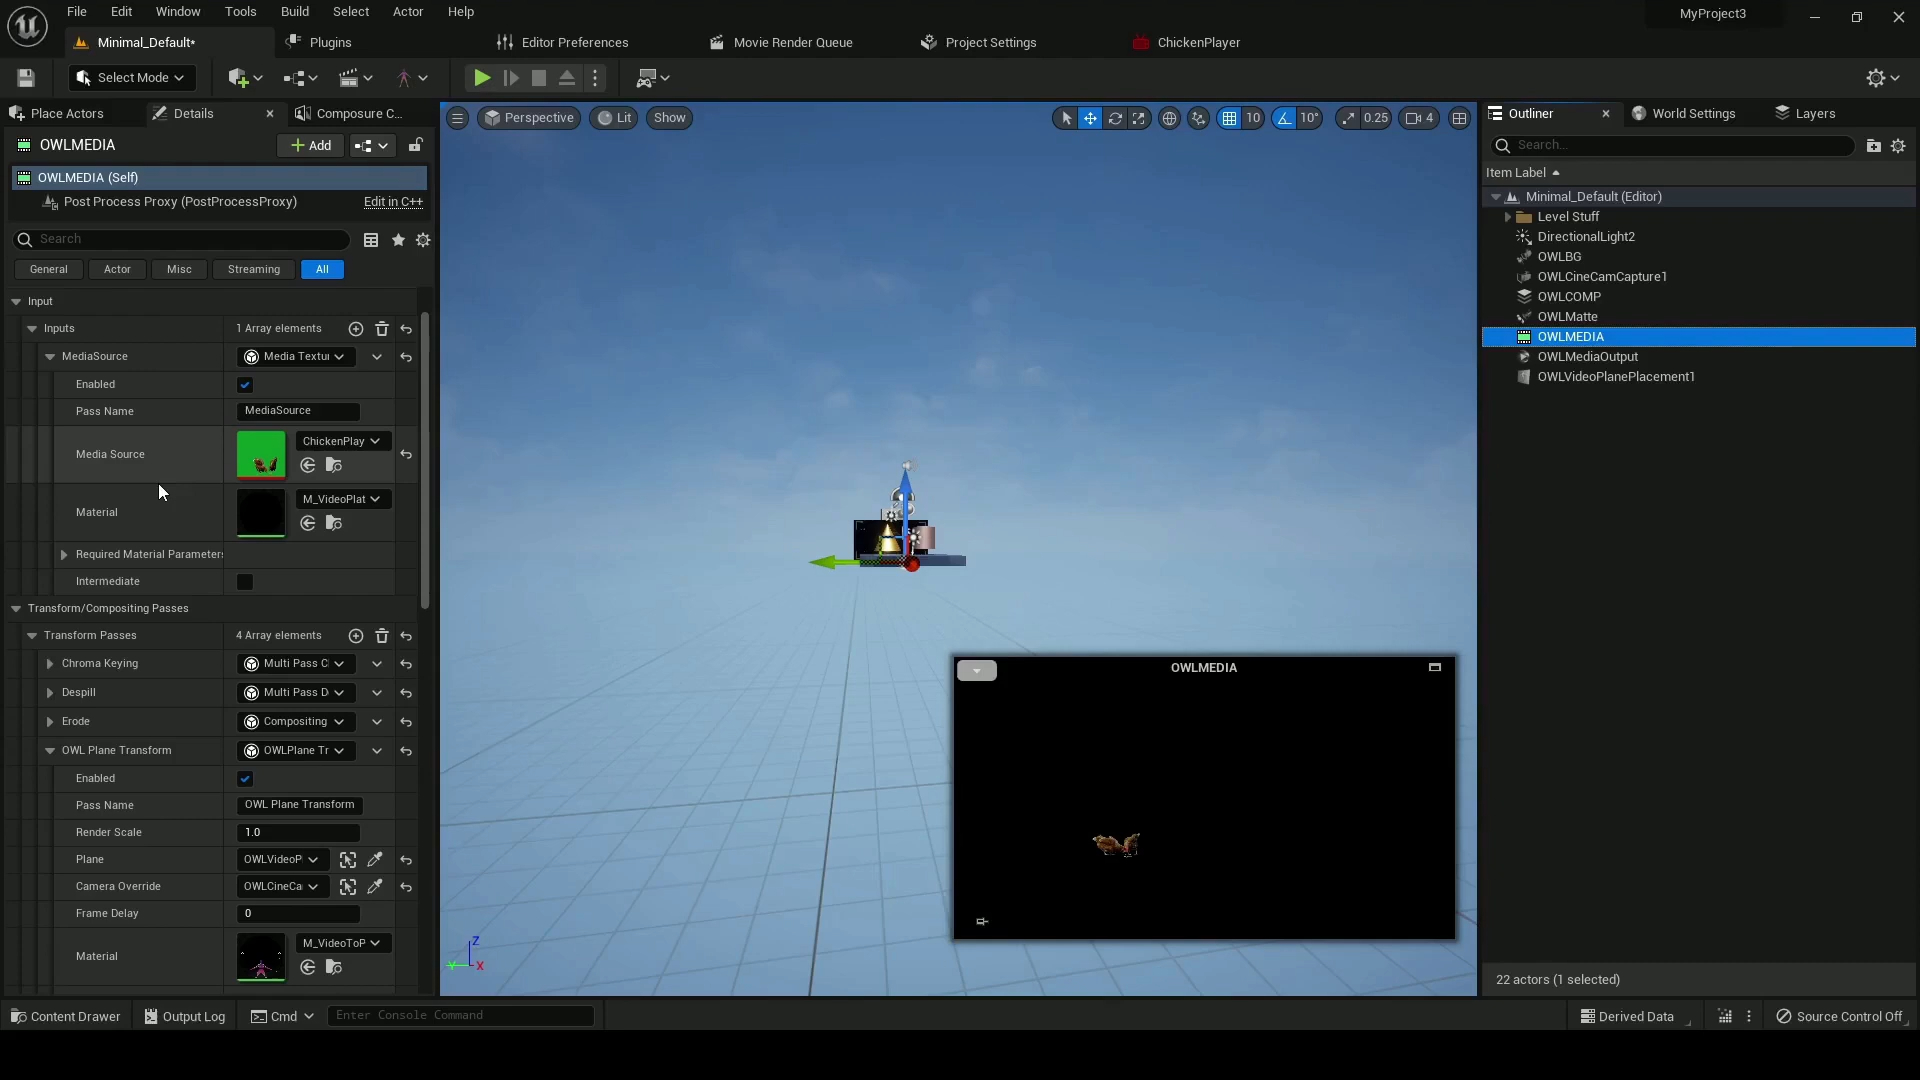 File Edit Window Tools Build Select Actor Help MyProject3
Minimal_Default* Plugins Editor Preferences Movie Render Queue Project Settings ChickenPlayer
Select Mode
Place Actors Details Composure C...
OWLMEDIA Add
OWLMEDIA (Self)
Post Process Proxy (PostProcessProxy) Edit in C++
Search
General Actor Misc Streaming All
Input
Inputs 1 Array elements
MediaSource Media Textur
Enabled
Pass Name MediaSource
Media Source ChickenPlay
Material M_VideoPlat
Required Material Parameters
Intermediate
Transform/Compositing Passes
Transform Passes 4 Array elements
Chroma Keying Multi Pass C
Despill Multi Pass D
Erode Compositing
OWL Plane Transform OWLPlane Tr
Enabled
Pass Name OWL Plane Transform
Render Scale 1.0
Plane OWLVideoP
Camera Override OWLCineCa
Frame Delay 0
Material M_VideoToP
Perspective Lit Show 10 10° 0.25 4
OWLMEDIA
Z
Y X
Outliner World Settings Layers
Search...
Item Label
Minimal_Default (Editor)
Level Stuff
DirectionalLight2
OWLBG
OWLCineCamCapture1
OWLCOMP
OWLMatte
OWLMEDIA
OWLMediaOutput
OWLVideoPlanePlacement1
22 actors (1 selected)
Content Drawer Output Log Cmd Enter Console Command Derived Data Source Control Off